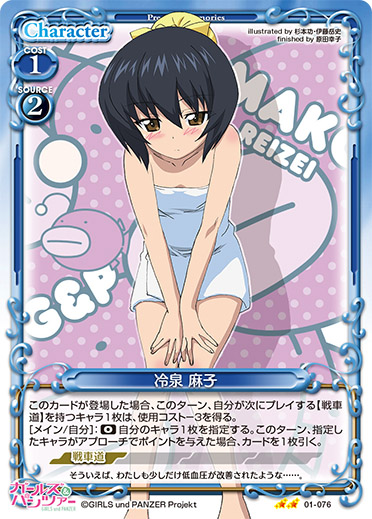 Precious Memories
Character
illustrated by 杉本功・伊藤岳史
finished by 原田幸子
COST
1
SOURCE
2
MAKO
REIZEI
G&P
冷泉 麻子
このカードが登場した場合、このターン、自分が次にプレイする【戦車
道】を持つキャラ1枚は、使用コスト－3を得る。
[メイン/自分]:自分のキャラ1枚を指定する。このターン、指定し
たキャラがアプローチでポイントを与えた場合、カードを1枚引く。
戦車道
そういえば、わたしも少しだけ低血圧が改善されたような……。
ガールズ&パンツァー
GIRLS und PANZER
©GIRLS und PANZER Projekt
01-076